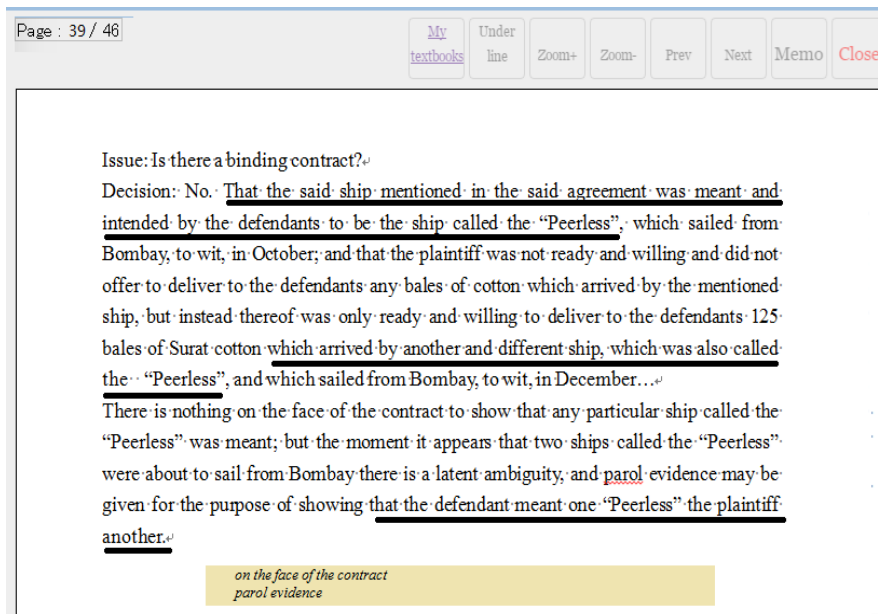 Page : 39 / 46
My textbooks
Under line
Zoom+
Zoom-
Prev
Next
Memo
Close
Issue: Is there a binding contract?
Decision: No. That the said ship mentioned in the said agreement was meant and
intended by the defendants to be the ship called the “Peerless”, which sailed from
Bombay, to wit, in October; and that the plaintiff was not ready and willing and did not
offer to deliver to the defendants any bales of cotton which arrived by the mentioned
ship, but instead thereof was only ready and willing to deliver to the defendants 125
bales of Surat cotton which arrived by another and different ship, which was also called
the “Peerless”, and which sailed from Bombay, to wit, in December…
There is nothing on the face of the contract to show that any particular ship called the
“Peerless” was meant; but the moment it appears that two ships called the “Peerless”
were about to sail from Bombay there is a latent ambiguity, and parol evidence may be
given for the purpose of showing that the defendant meant one “Peerless” the plaintiff
another.
on the face of the contract
parol evidence